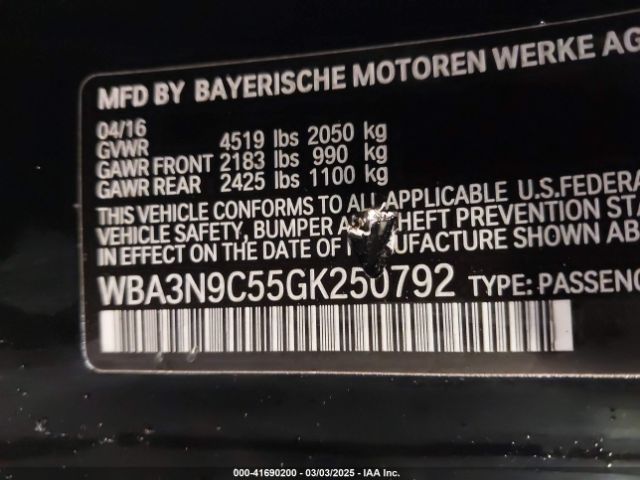 MFD BY BAYERISCHE MOTOREN WERKE AG
04/16
GVWR 4519 lbs 2050 kg
GAWR FRONT 2183 lbs 990 kg
GAWR REAR 2425 lbs 1100 kg
THIS VEHICLE CONFORMS TO ALL APPLICABLE U.S.FEDERA
VEHICLE SAFETY, BUMPER A THEFT PREVENTION STA
IN EFFECT ON THE DATE OF MANUFACTURE SHOWN AB
WBA3N9C55GK250792 TYPE: PASSENG
000-41690200 - 03/03/2025 - IAA Inc.